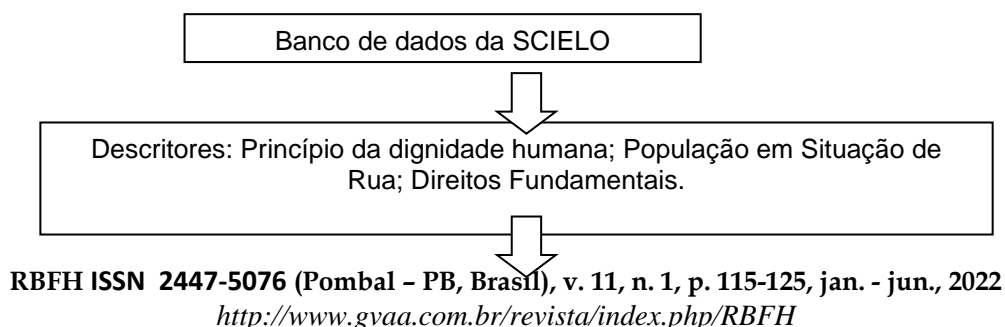 Banco de dados da SCIELO
Descritores: Princípio da dignidade humana; População em Situação de
Rua; Direitos Fundamentais.
RBFH ISSN 2447-5076 (Pombal – PB, Brasil), v. 11, n. 1, p. 115-125, jan. - jun., 2022
http://www.gvaa.com.br/revista/index.php/RBFH